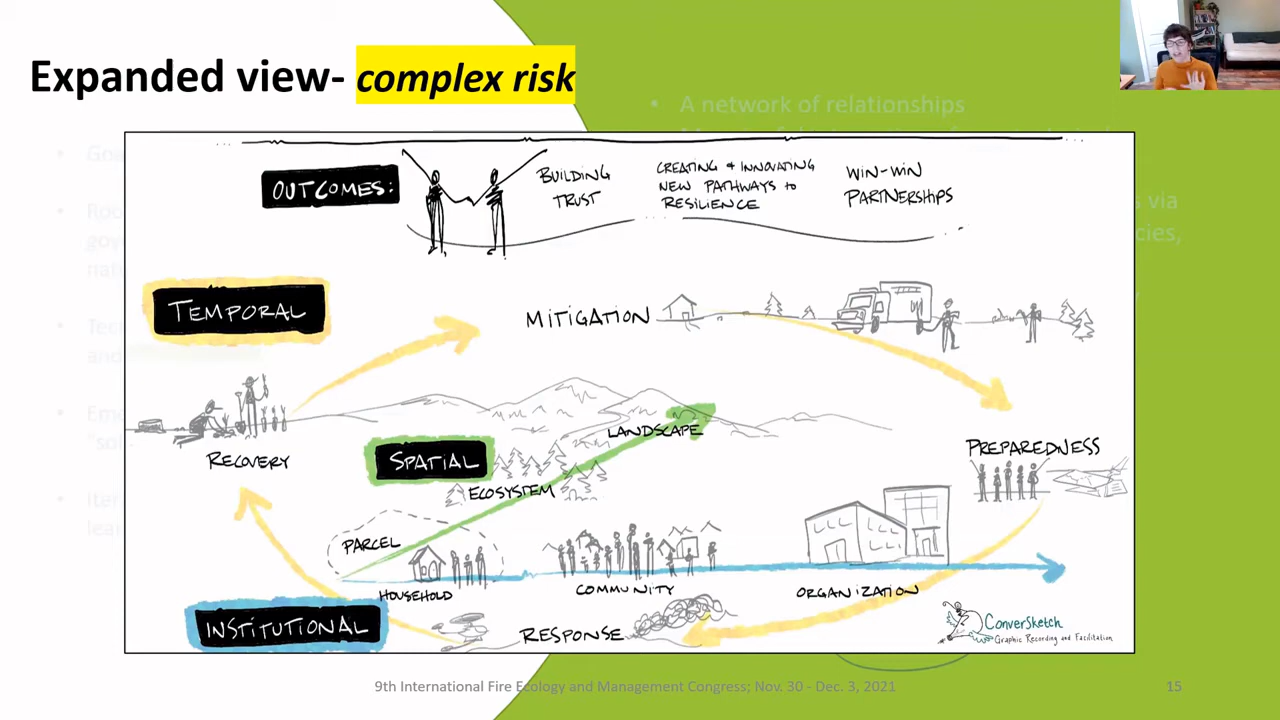 Expanded view- complex risk
A network of relationships
OUTCOMES:
BUILDING
TRUST
CREATING & INNOVATING
NEW PATHWAYS to
RESILIENCE
WIN-WIN
PARTNERSHIPS
TEMPORAL
MITIGATION
RECOVERY
SPATIAL
LANDSCAPE
ECOSYSTEM
PREPAREDNESS
PARCEL
HOUSEHOLD
COMMUNITY
ORGANIZATION
INSTITUTIONAL
RESPONSE
ConverSketch
Graphic Recording and Facilitation
9th International Fire Ecology and Management Congress; Nov. 30 - Dec. 3, 2021
15